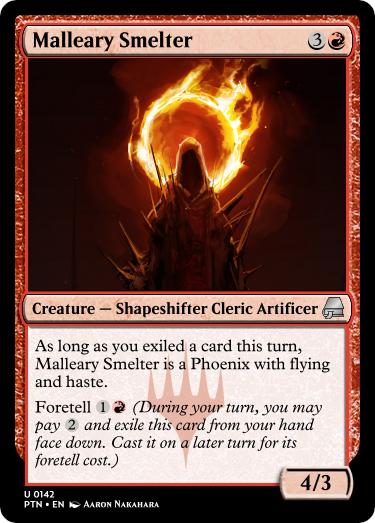 Malleary Smelter 3
Creature — Shapeshifter Cleric Artificer
As long as you exiled a card this turn,
Malleary Smelter is a Phoenix with flying
and haste.
Foretell 1 (During your turn, you may
pay 2 and exile this card from your hand
face down. Cast it on a later turn for its
foretell cost.)
4/3
U 0142
PTN • EN Aaron Nakahara